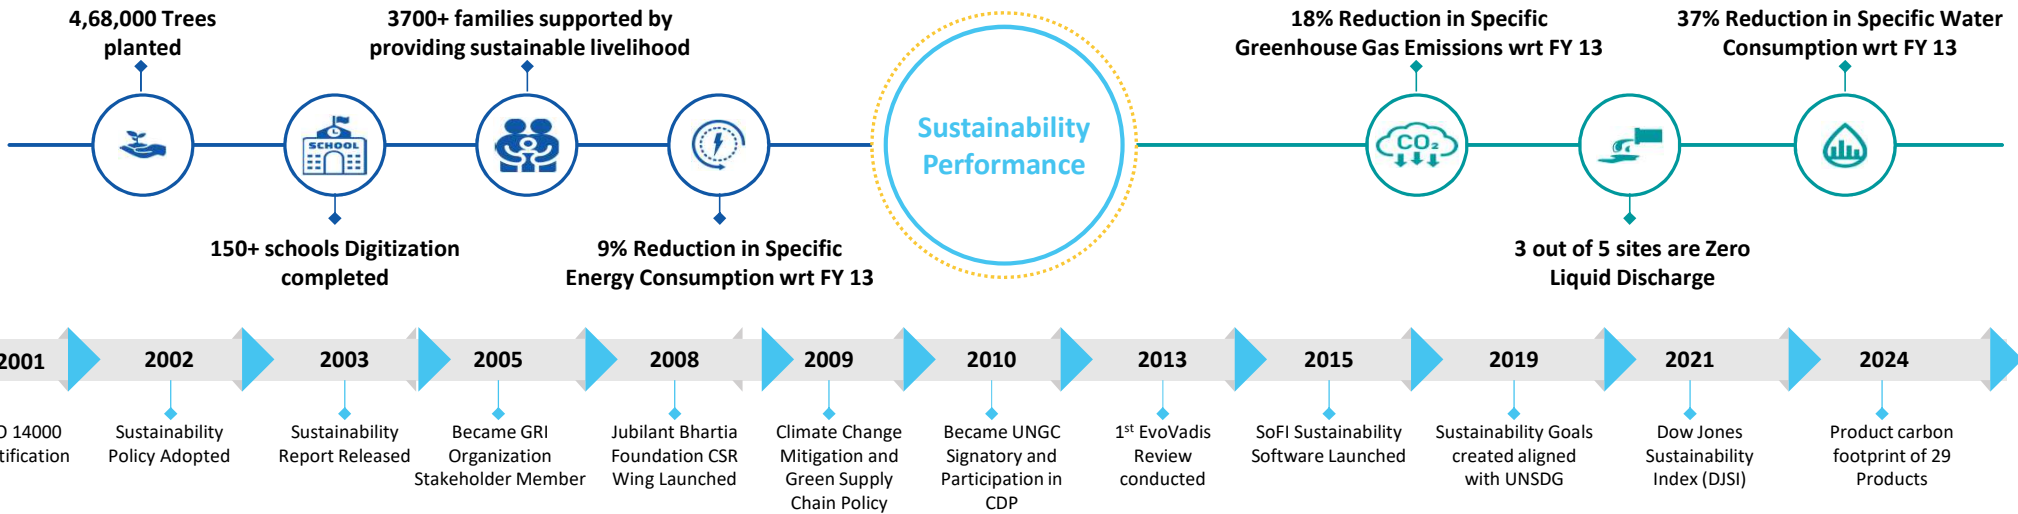 4,68,000 Trees
planted
3700+ families supported by
providing sustainable livelihood
18% Reduction in Specific
Greenhouse Gas Emissions wrt FY 13
37% Reduction in Specific Water
Consumption wrt FY 13
SCHOOL
Sustainability
Performance
CO₂
150+ schools Digitization
completed
9% Reduction in Specific
Energy Consumption wrt FY 13
3 out of 5 sites are Zero
Liquid Discharge
2001
14000
2002
Sustainability
Policy Adopted
2003
Sustainability
Report Released
2005
Became GRI
Organization
Stakeholder Member
2008
Jubilant Bhartia
Foundation CSR
Wing Launched
2009
Climate Change
Mitigation and
Green Supply
Chain Policy
2010
Became UNGC
Signatory and
Participation in
CDP
2013
1st EvoVadis
Review
conducted
2015
SoFI Sustainability
Software Launched
2019
Sustainability Goals
created aligned
with UNSDG
2021
Dow Jones
Sustainability
Index (DJSI)
2024
Product carbon
footprint of 29
Products